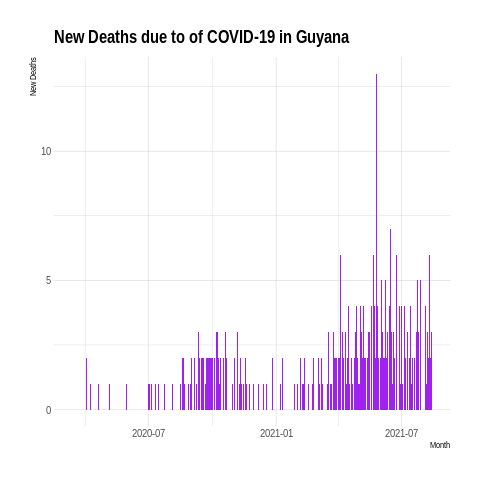 New Deaths due to of COVID-19 in Guyana
New Deaths
10
5
0
2020-07
2021-01
2021-07
Month